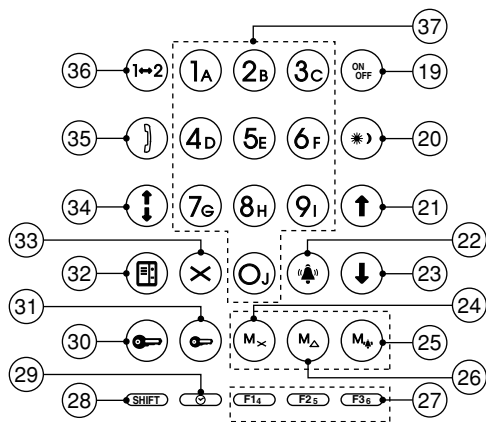 37
36 1↔2 1A 2B 3C ON OFF 19
35 4D 5E 6F 20
34 7G 8H 9I 21
33 22
32 OJ 23
31 24
30 M M M 25
29 26
28 SHIFT F14 F25 F36 27